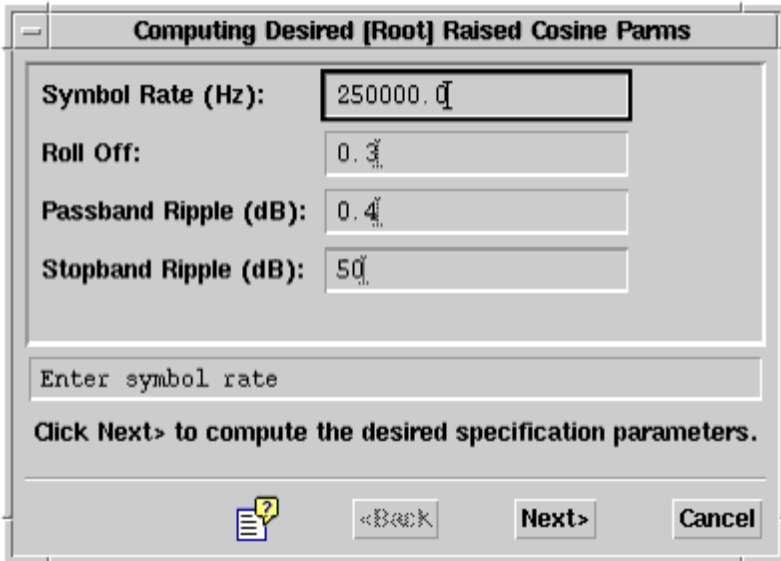 Computing Desired [Root] Raised Cosine Parms
Symbol Rate (Hz): 250000.0
Roll Off: 0.3
Passband Ripple (dB): 0.4
Stopband Ripple (dB): 50
Enter symbol rate
Click Next> to compute the desired specification parameters.
?
<Back Next> Cancel